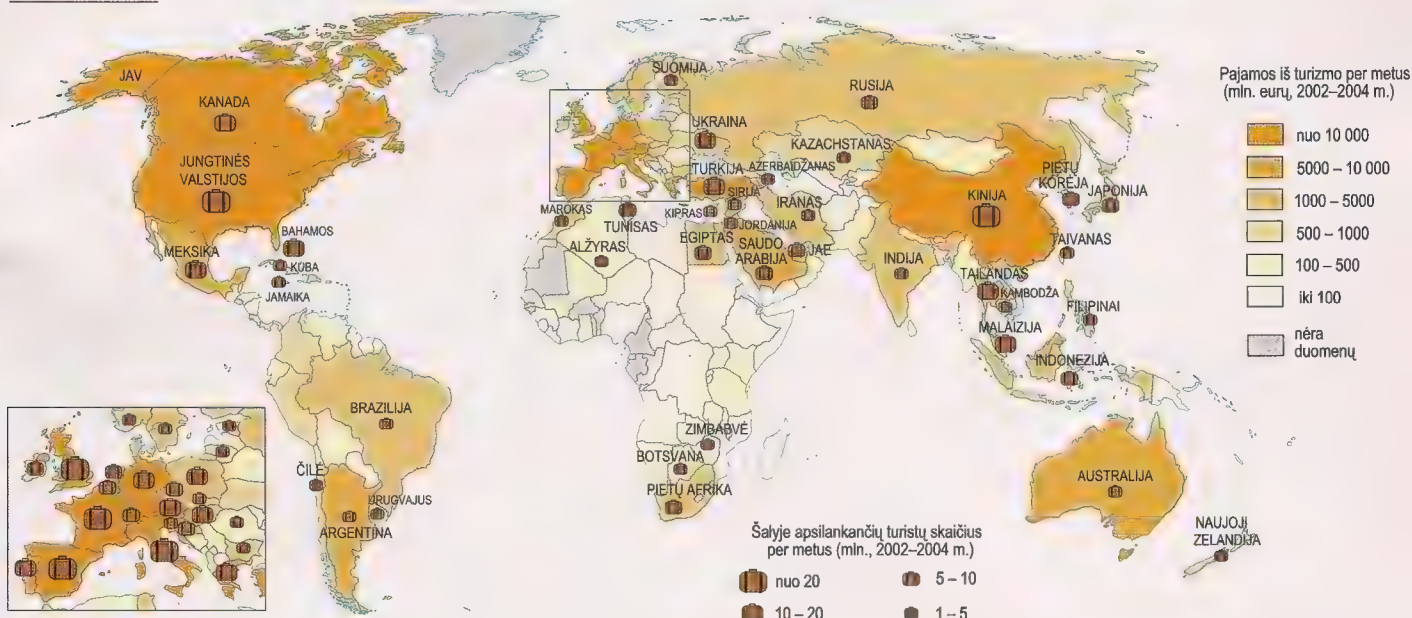 JAV
KANADA
JUNGTINĖS
VALSTIJOS
MEKSIKA
BAHAMOS
KUBA
JAMAIKA
BRAZILIJA
ČILĖ
URUGVAJUS
ARGENTINA
SUOMIJA
RUSIJA
UKRAINA
KAZACHSTANAS
TURKIJA
AZERBAIDŽANAS
SIRIJA
MAROKAS
TUNISAS
KIPRAS
IRANAS
JORDANIJA
ALŽYRAS
EGIPTAS
SAUDO
ARABIJA
JAE
INDIJA
KINIJA
PIETŲ
KORĖJA
JAPONIJA
TAIVANAS
TAILANDAS
KAMBODŽA
FILIPINAI
MALAIZIJA
INDONEZIJA
ZIMBABVĖ
BOTSVANA
PIETŲ AFRIKA
AUSTRALIJA
NAUJOJI
ZELANDIJA
Pajamos iš turizmo per metus
(mln. eurų, 2002–2004 m.)
nuo 10 000
5000 – 10 000
1000 – 5000
500 – 1000
100 – 500
iki 100
nėra
duomenų
Šalyje apsilankančių turistų skaičius
per metus (mln., 2002–2004 m.)
nuo 20
5 – 10
10 – 20
1 – 5